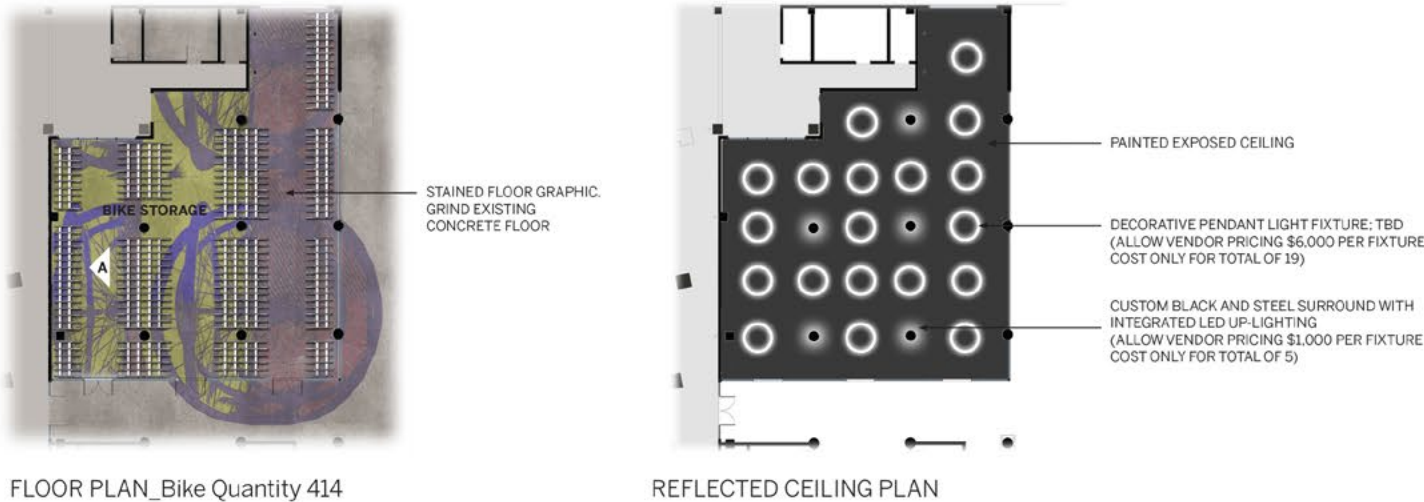 BIKE STORAGE
A
STAINED FLOOR GRAPHIC.
GRIND EXISTING
CONCRETE FLOOR
FLOOR PLAN_Bike Quantity 414
PAINTED EXPOSED CEILING
DECORATIVE PENDANT LIGHT FIXTURE; TBD
(ALLOW VENDOR PRICING $6,000 PER FIXTURE
COST ONLY FOR TOTAL OF 19)
CUSTOM BLACK AND STEEL SURROUND WITH
INTEGRATED LED UP-LIGHTING
(ALLOW VENDOR PRICING $1,000 PER FIXTURE
COST ONLY FOR TOTAL OF 5)
REFLECTED CEILING PLAN